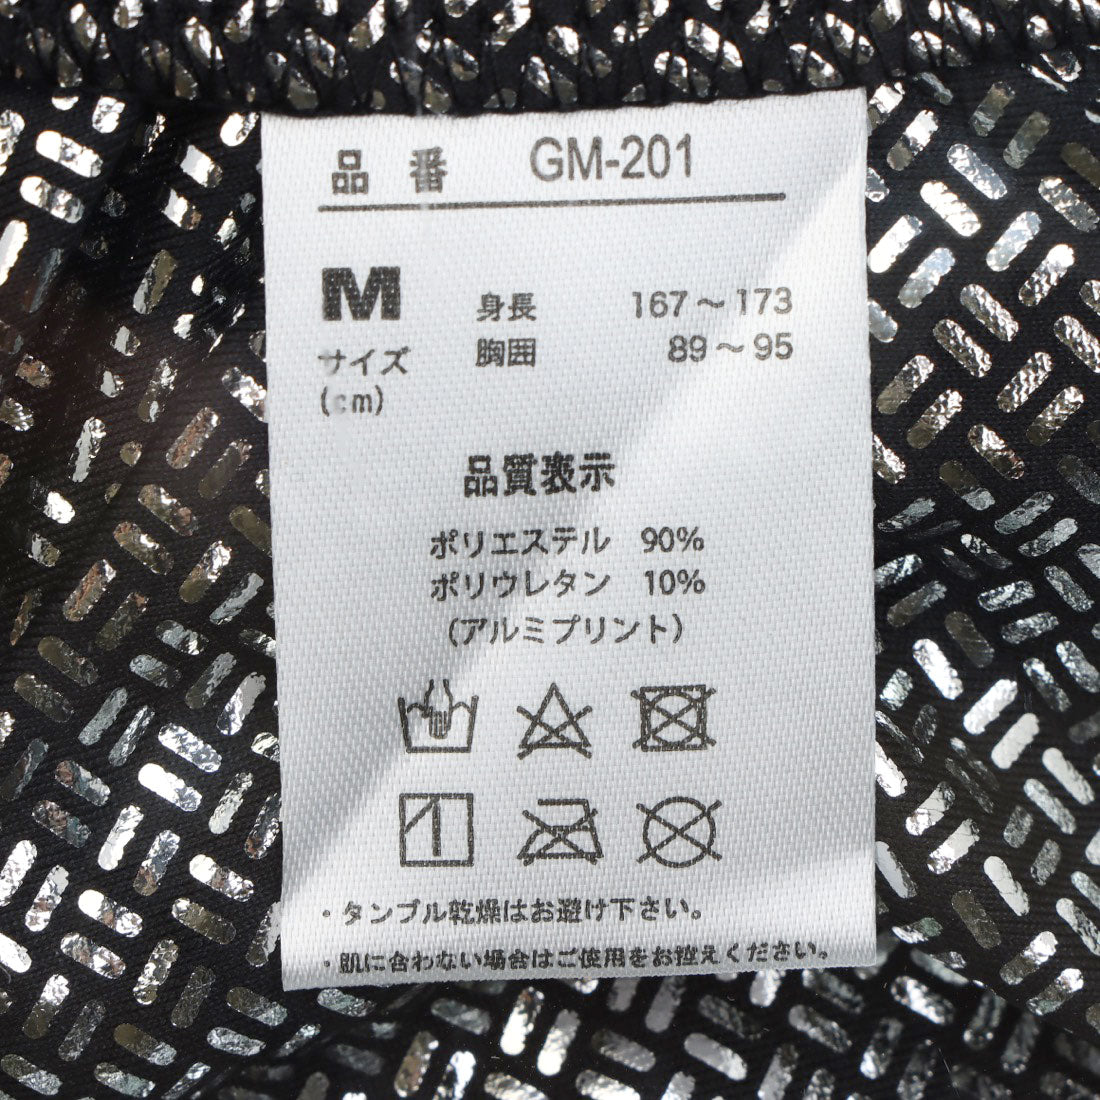 品番 GM-201
M 身長 167～173
サイズ 胸囲 89～95
(cm)
品質表示
ポリエステル 90%
ポリウレタン 10%
(アルミプリント)
・タンブル乾燥はお避け下さい。
・肌に合わない場合はご使用をお控えください。